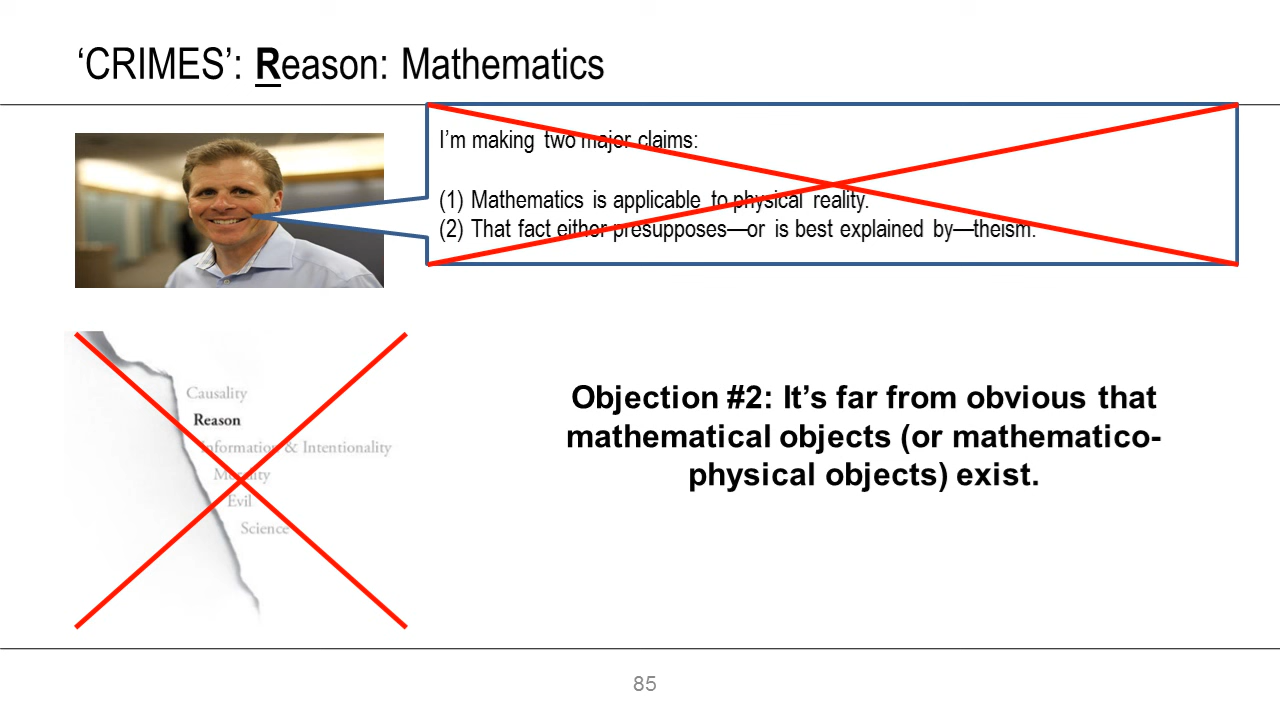 ‘CRIMES’: Reason: Mathematics
I’m making two major claims:
(1) Mathematics is applicable to physical reality.
(2) That fact either presupposes—or is best explained by—theism.
Causality
Reason
Information & Intentionality
Morality
Evil
Science
Objection #2: It’s far from obvious that
mathematical objects (or mathematico-
physical objects) exist.
85